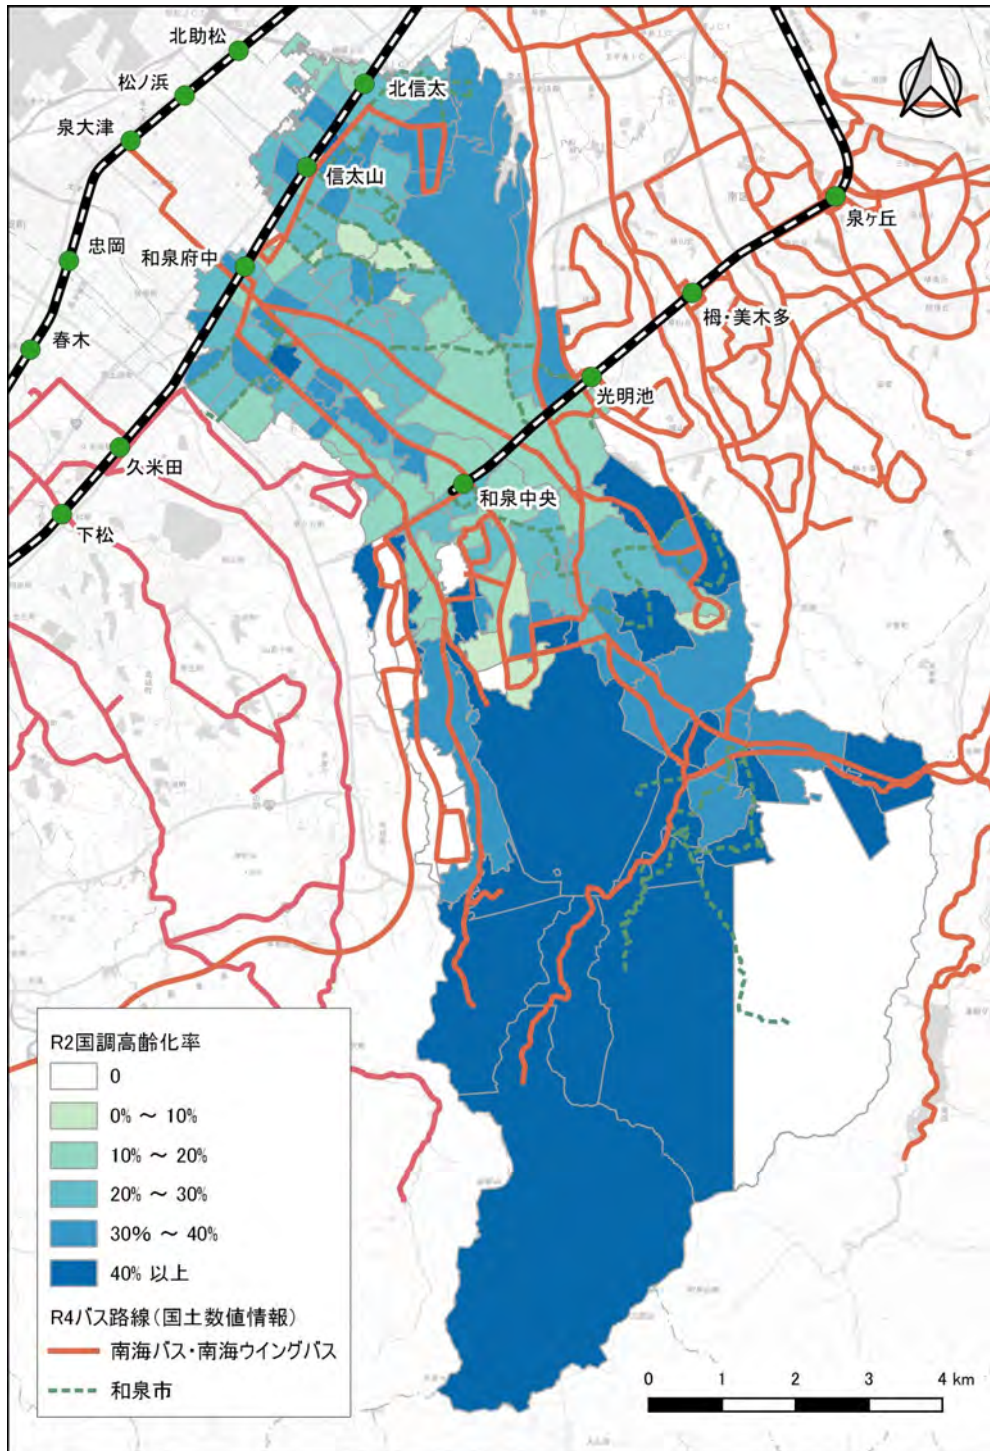 北助松
松ノ浜
北信太
泉大津
信太山
泉ヶ丘
忠岡
和泉府中
栂・美木多
春木
光明池
久米田
和泉中央
下松
R2国調高齢化率
0
0% ～ 10%
10% ～ 20%
20% ～ 30%
30% ～ 40%
40% 以上
R4バス路線(国土数値情報)
南海バス・南海ウイングバス
和泉市
0 1 2 3 4 km